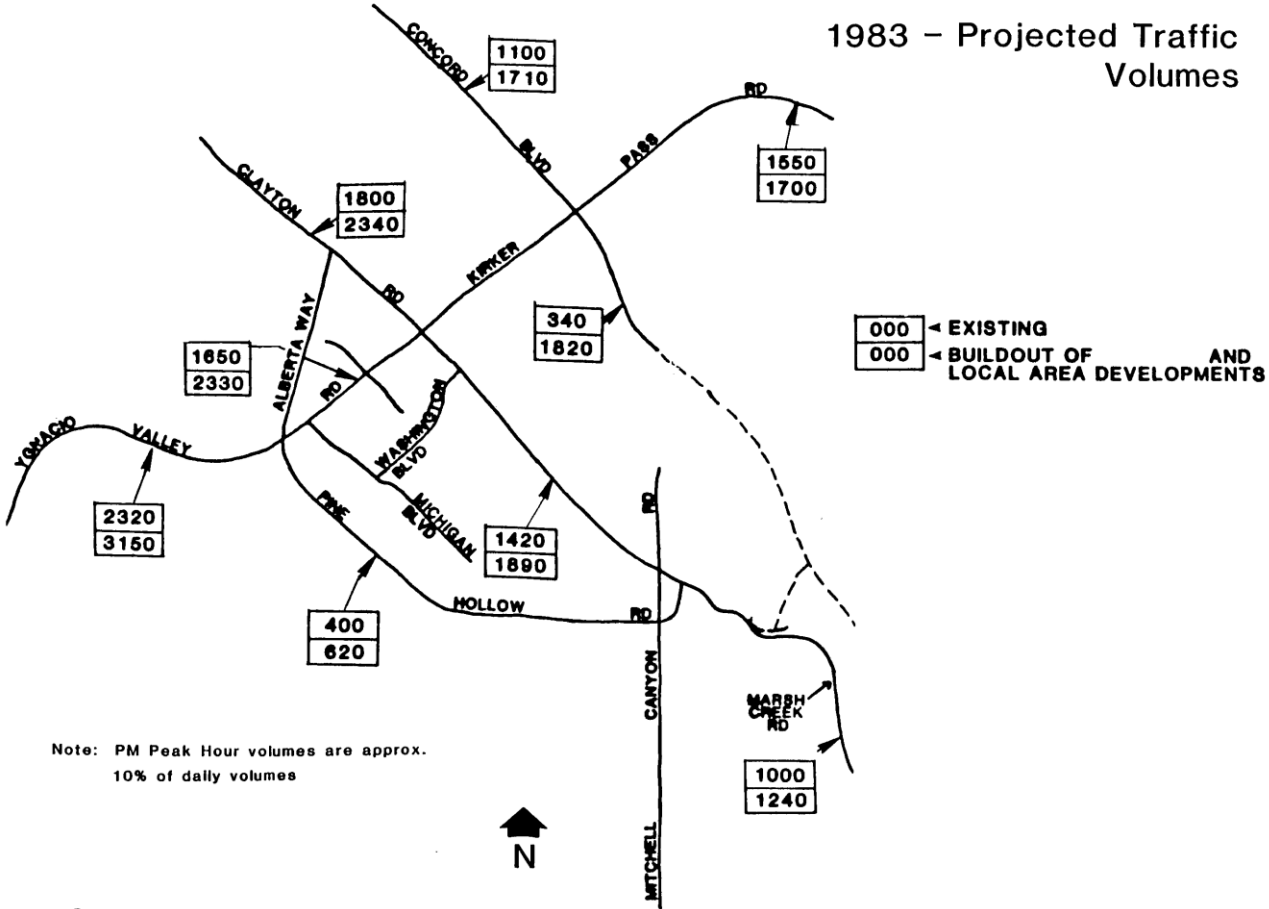 1983 - Projected Traffic
Volumes
CONCORD
BLVD
1100
1710
RD
PASS
KIRKER
1550
1700
CLAYTON
RD
1800
2340
340
1820
000
EXISTING
000
BUILDOUT OF AND
LOCAL AREA DEVELOPMENTS
ALBERTA WAY
1650
2330
RD
YGNACIO
VALLEY
WASHINGTON
BLVD
MICHIGAN
BLVD
2320
3150
PINE
HOLLOW
RD
1420
1890
400
620
RD
CANYON
MITCHELL
MARSH
CREEK
RD
1000
1240
Note: PM Peak Hour volumes are approx.
10% of daily volumes
N